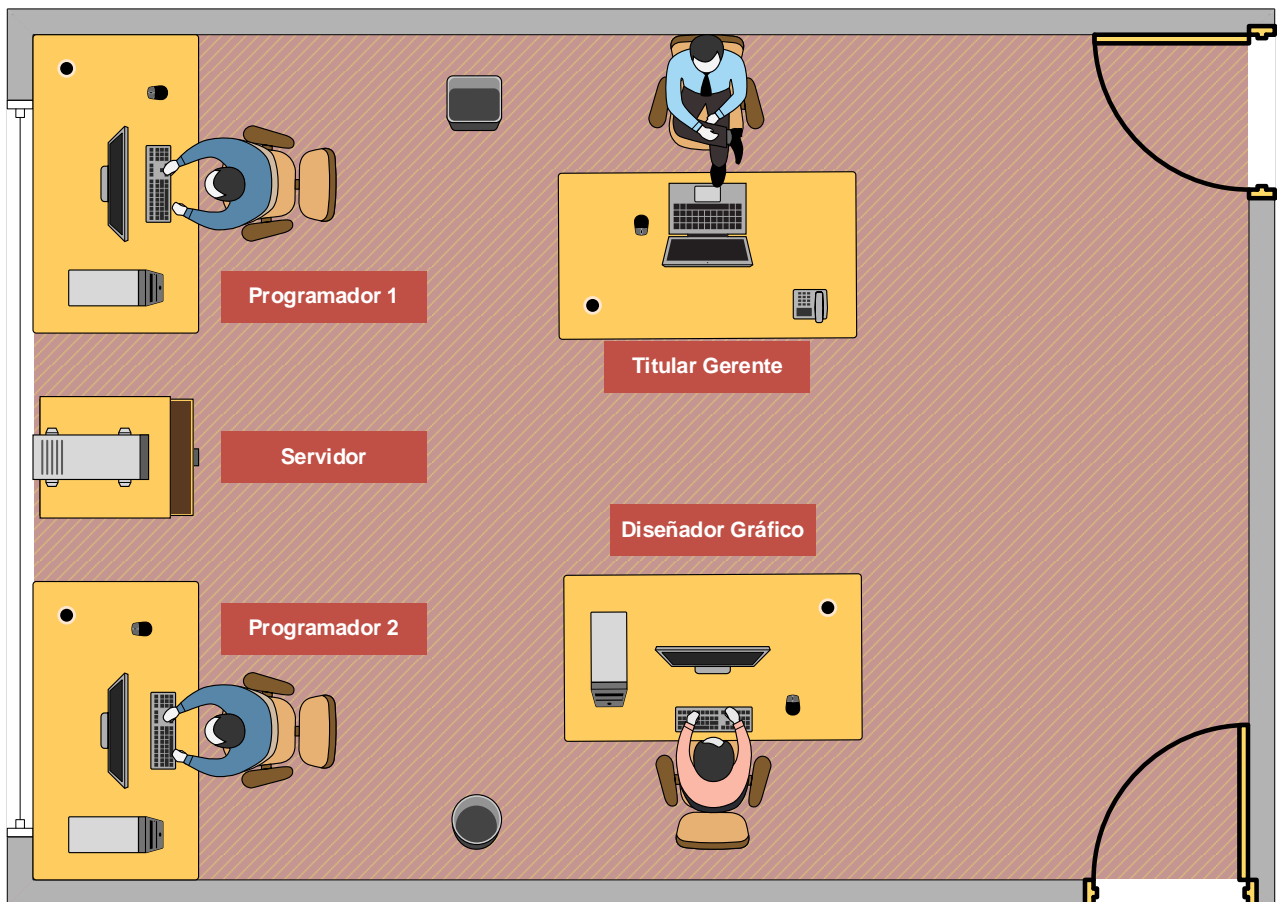 Programador 1
Titular Gerente
Servidor
Diseñador Gráfico
Programador 2